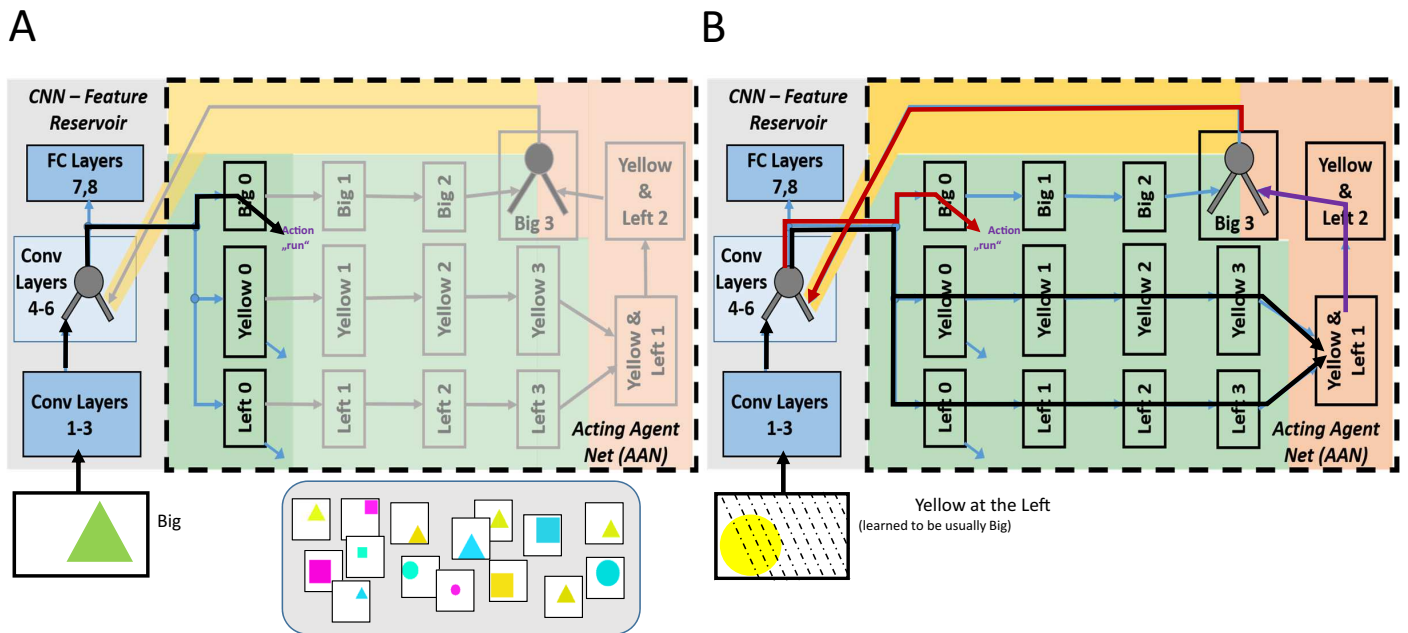 A
CNN – Feature
Reservoir
FC Layers
7,8
Conv
Layers
4-6
Conv Layers
1-3
Big 0
Big 1
Big 2
Big 3
Action
„run“
Yellow 0
Yellow 1
Yellow 2
Yellow 3
Left 0
Left 1
Left 2
Left 3
Yellow
&
Left 2
Yellow &
Left 1
Acting Agent
Net (AAN)
Big
B
CNN – Feature
Reservoir
FC Layers
7,8
Conv
Layers
4-6
Conv Layers
1-3
Big 0
Big 1
Big 2
Big 3
Action
„run“
Yellow 0
Yellow 1
Yellow 2
Yellow 3
Left 0
Left 1
Left 2
Left 3
Yellow
&
Left 2
Yellow &
Left 1
Acting Agent
Net (AAN)
Yellow at the Left
(learned to be usually Big)